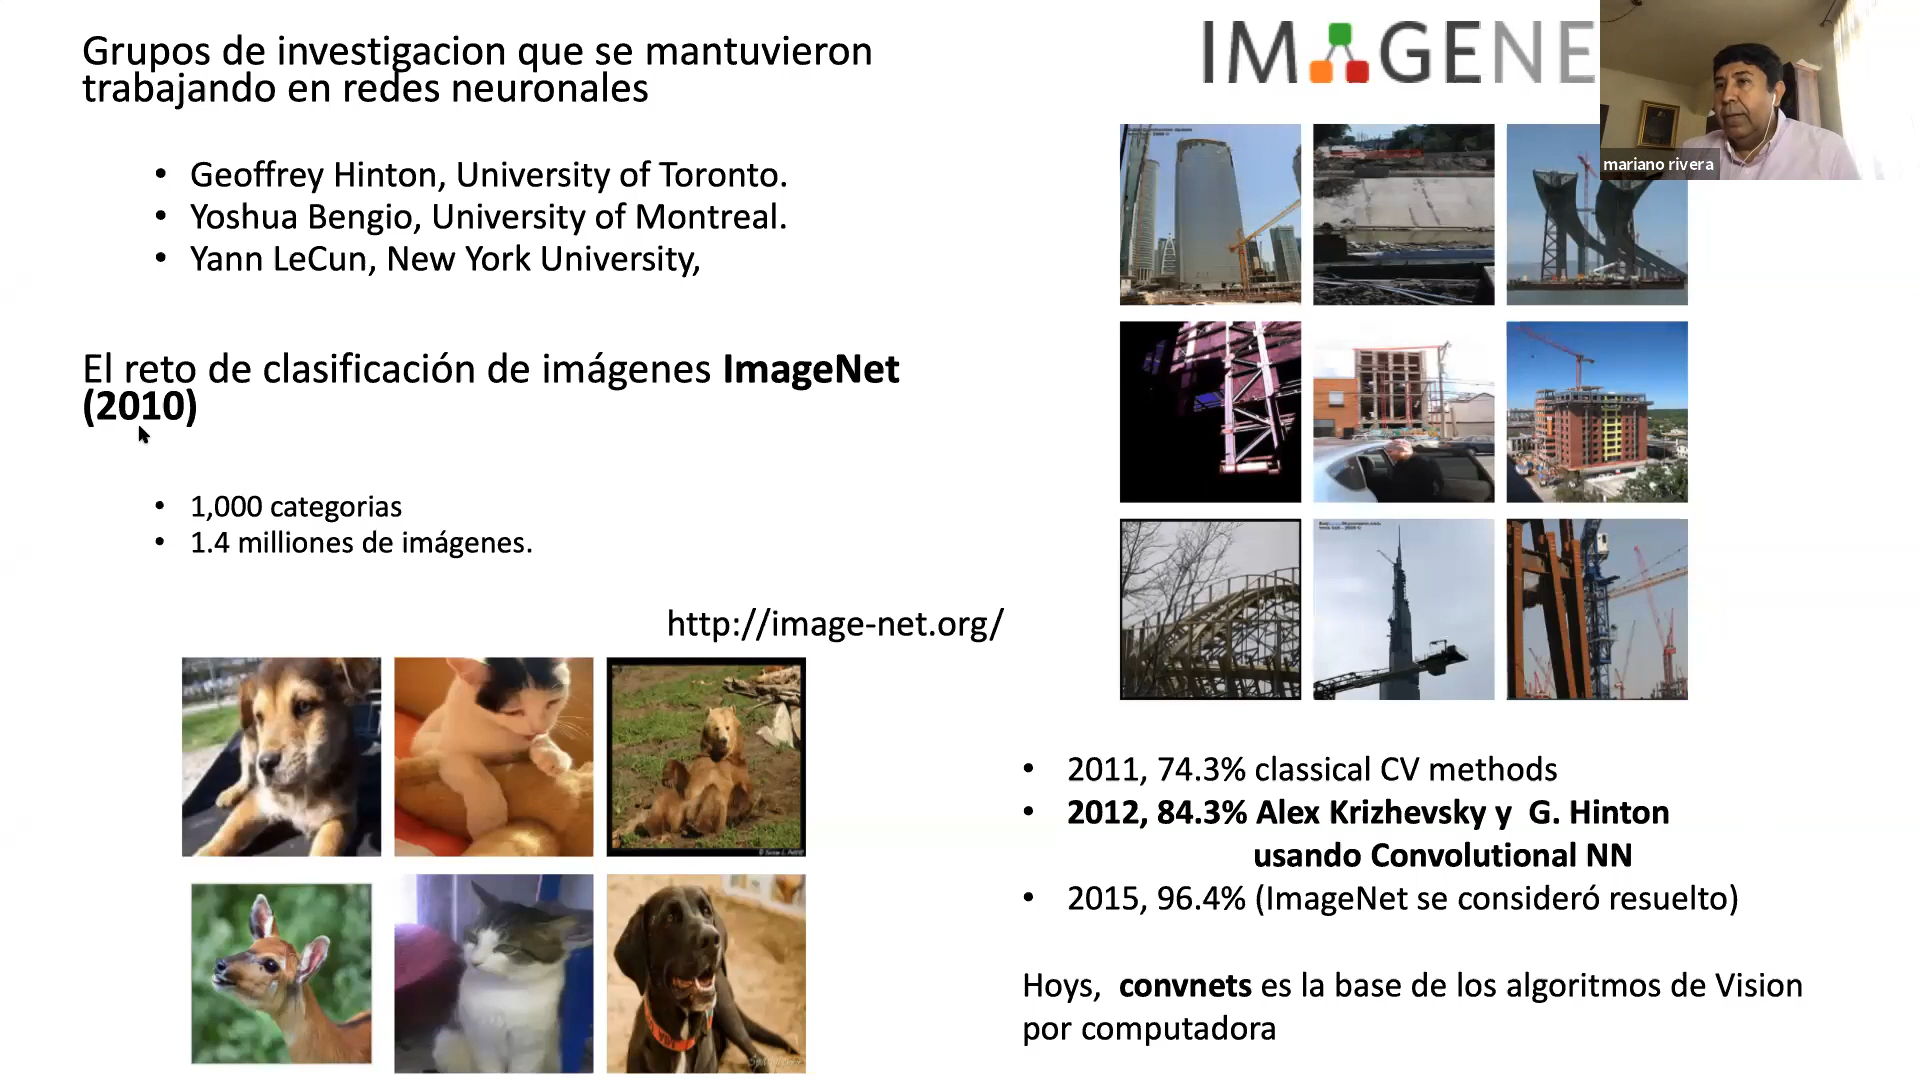 Grupos de investigacion que se mantuvieron
trabajando en redes neuronales
• Geoffrey Hinton, University of Toronto.
• Yoshua Bengio, University of Montreal.
• Yann LeCun, New York University,
El reto de clasificación de imágenes ImageNet
(2010)
• 1,000 categorias
• 1.4 milliones de imágenes.
http://image-net.org/
IMAGENE
mariano rivera
• 2011, 74.3% classical CV methods
• 2012, 84.3% Alex Krizhevsky y G. Hinton
usando Convolutional NN
• 2015, 96.4% (ImageNet se consideró resuelto)
Hoys, convnets es la base de los algoritmos de Vision
por computadora